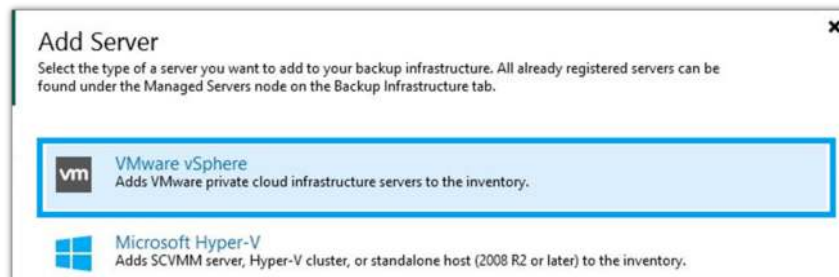 Add Server
Select the type of a server you want to add to your backup infrastructure. All already registered servers can be
found under the Managed Servers node on the Backup Infrastructure tab.
vm
VMware vSphere
Adds VMware private cloud infrastructure servers to the inventory.
Microsoft Hyper-V
Adds SCVMM server, Hyper-V cluster, or standalone host (2008 R2 or later) to the inventory.